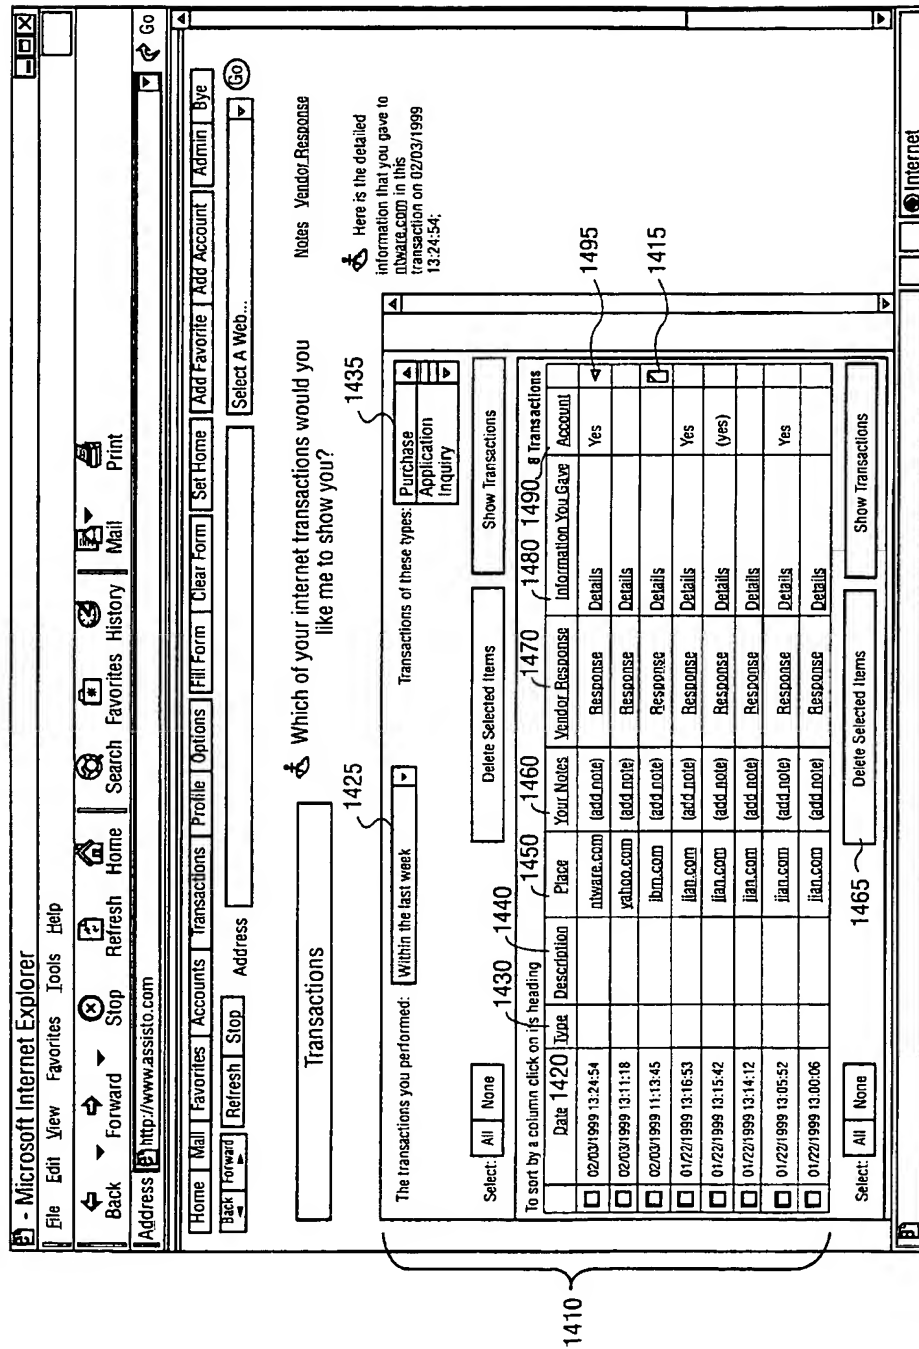 - Microsoft Internet Explorer
File Edit View Favorites Tools Help
Back Forward Stop Refresh Home Search Favorites History Mail Print
Address http://www.assisto.com Go
Home Mail Favorites Accounts Transactions Profile Options Fill Form Clear Form Set Home Add Favorite Add Account Admin Bye
Back Forward Refresh Stop Address Select A Web... Go
Transactions
Which of your internet transactions would you
like me to show you?
Notes Vendor Response
Here is the detailed
information that you gave to
ntware.com in this
transaction on 02/03/1999
13:24:54;
1425
1435
The transactions you performed: Within the last week
Transactions of these types: Purchase
Application
Inquiry
Select: All None Delete Selected Items Show Transactions
1430 1440 1450 1460 1470 1480 1490
To sort by a column click on its heading 8 Transactions
Date 1420 Type Description Place Your Notes Vendor Response Information You Gave Account
02/03/1999 13:24:54 ntware.com (add note) Response Details Yes
1495
02/03/1999 13:11:18 yahoo.com (add note) Response Details
02/03/1999 11:13:45 ibm.com (add note) Response Details
1415
01/22/1999 13:16:53 jian.com (add note) Response Details Yes
01/22/1999 13:15:42 jian.com (add note) Response Details (yes)
01/22/1999 13:14:12 jian.com (add note) Response Details
01/22/1999 13:05:52 jian.com (add note) Response Details Yes
01/22/1999 13:00:06 jian.com (add note) Response Details
Select: All None 1465 Delete Selected Items Show Transactions
1410
Internet